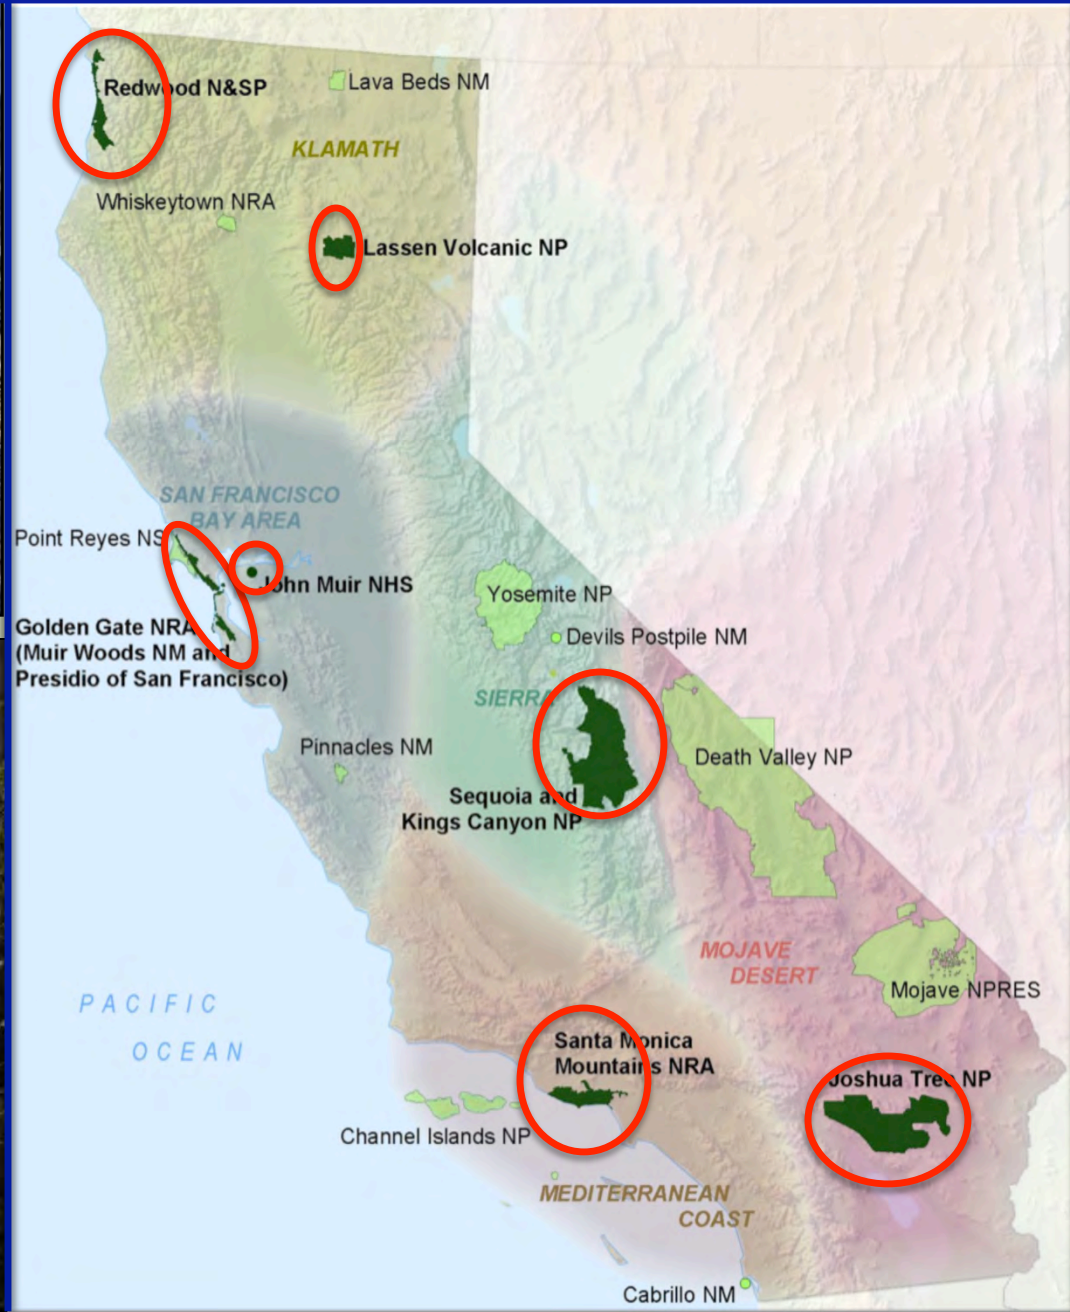 Redwood N&SP
Lava Beds NM
KLAMATH
Whiskeytown NRA
Lassen Volcanic NP
SAN FRANCISCO
BAY AREA
Point Reyes NS
John Muir NHS
Golden Gate NRA
(Muir Woods NM and
Presidio of San Francisco)
Yosemite NP
Devils Postpile NM
SIERRA
Pinnacles NM
Death Valley NP
Sequoia and
Kings Canyon NP
MOJAVE
DESERT
Mojave NPRES
PACIFIC
OCEAN
Santa Monica
Mountains NRA
Joshua Tree NP
Channel Islands NP
MEDITERRANEAN
COAST
Cabrillo NM